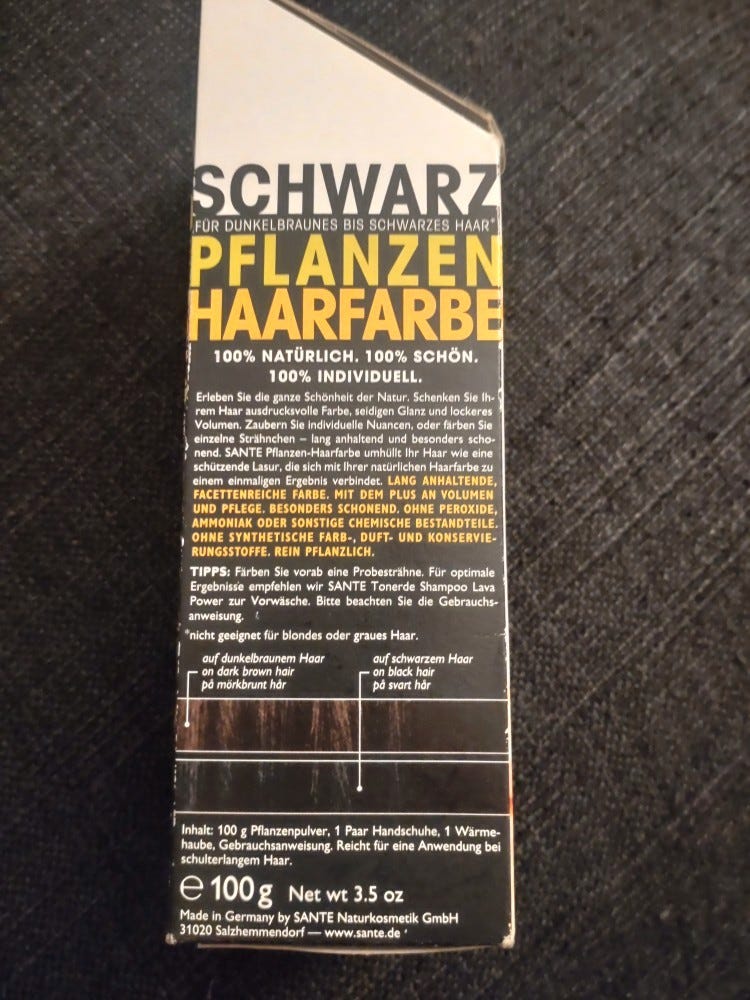 SCHWARZ
FÜR DUNKELBRAUNES BIS SCHWARZES HAAR*
PFLANZEN
HAARFARBE
100% NATÜRLICH. 100% SCHÖN.
100% INDIVIDUELL.
Erleben Sie die ganze Schönheit der Natur. Schenken Sie Ih-
rem Haar ausdrucksvolle Farbe, seidigen Glanz und lockeres
Volumen. Zaubern Sie individuelle Nuancen, oder färben Sie
einzelne Strähnchen – lang anhaltend und besonders scho-
nend. SANTE Pflanzen-Haarfarbe umhüllt Ihr Haar wie eine
schützende Lasur, die sich mit Ihrer natürlichen Haarfarbe zu
einem einmaligen Ergebnis verbindet. LANG ANHALTENDE,
FACETTENREICHE FARBE. MIT DEM PLUS AN VOLUMEN
UND PFLEGE. BESONDERS SCHONEND. OHNE PEROXIDE,
AMMONIAK ODER SONSTIGE CHEMISCHE BESTANDTEILE.
OHNE SYNTHETISCHE FARB-, DUFT- UND KONSERVIE-
RUNGSSTOFFE. REIN PFLANZLICH.
TIPPS: Färben Sie vorab eine Probesträhne. Für optimale
Ergebnisse empfehlen wir SANTE Tonerde Shampoo Lava
Power zur Vorwäsche. Bitte beachten Sie die Gebrauchs-
anweisung.
*nicht geeignet für blondes oder graues Haar.
auf dunkelbraunem Haar
on dark brown hair
på mörkbrunt hår
auf schwarzem Haar
on black hair
på svart hår
Inhalt: 100 g Pflanzenpulver, 1 Paar Handschuhe, 1 Wärme-
haube, Gebrauchsanweisung. Reicht für eine Anwendung bei
schulterlangem Haar.
℮ 100 g Net wt 3.5 oz
Made in Germany by SANTE Naturkosmetik GmbH
31020 Salzhemmendorf — www.sante.de